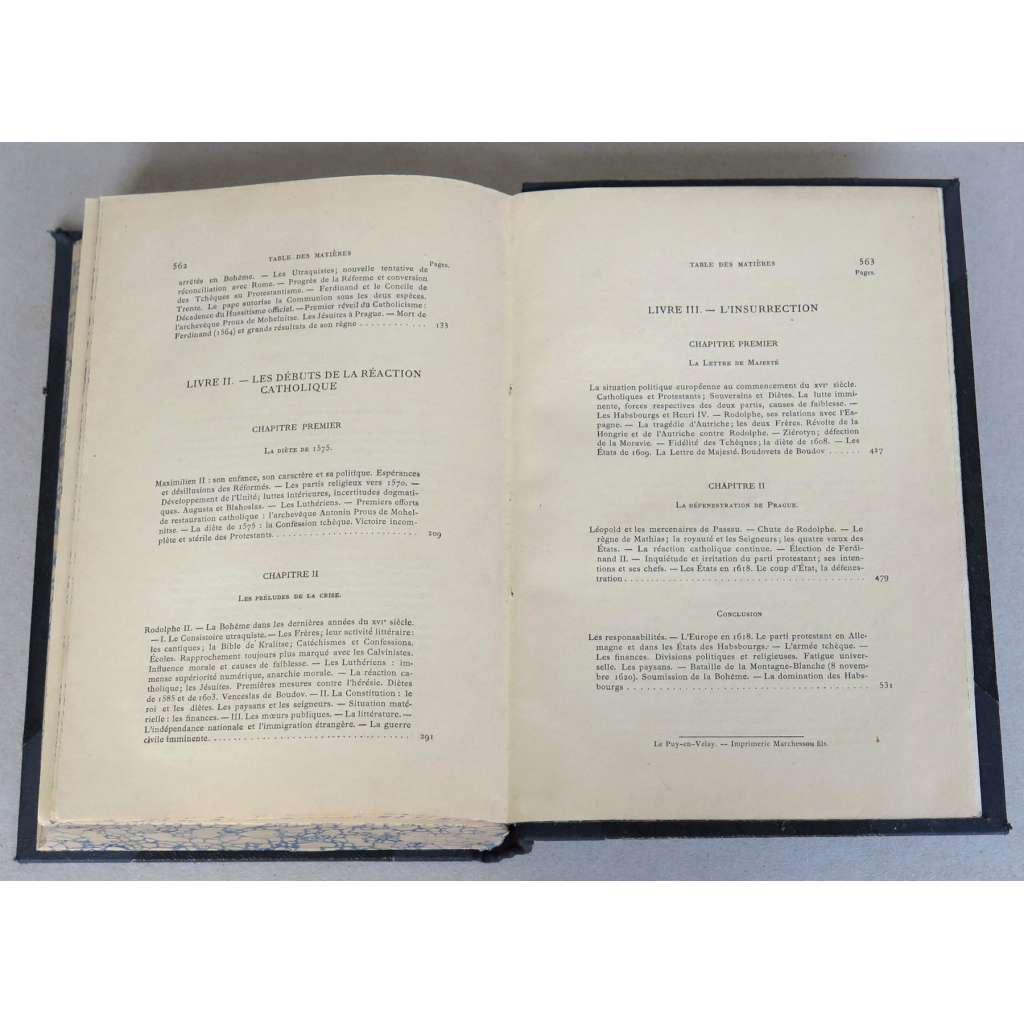 562
TABLE DES MATIÈRES
Pages.
arrêtés en Bohême. — Les Utraquistes; nouvelle tentative de
réconciliation avec Rome. — Progrès de la Réforme et conversion
des Tchèques au Protestantisme. — Ferdinand et le Concile de
Trente. Le pape autorise la Communion sous les deux espèces.
Décadence du Hussitisme officiel. — Premier réveil du Catholicisme:
l'archevêque Prous de Mohelnitse. Les Jésuites à Prague. — Mort de
Ferdinand (1564) et grands résultats de son règne ............ 133
LIVRE II. — LES DÉBUTS DE LA RÉACTION
CATHOLIQUE
CHAPITRE PREMIER
La diète de 1575.
Maximilien II : son enfance, son caractère et sa politique. Espérances
et désillusions des Réformés. — Les partis religieux vers 1570. —
Développement de l'Unité; luttes intérieures, incertitudes dogmati-
ques. Augusta et Blahoslas. — Les Luthériens. — Premiers efforts
de restauration catholique : l'archevêque Antonin Prous de Mohel-
nitse. — La diète de 1575 : la Confession tchèque. Victoire incom-
plète et stérile des Protestants........................ 209
CHAPITRE II
Les préludes de la crise.
Rodolphe II. — La Bohême dans les dernières années du XVIe siècle.
— I. Le Consistoire utraquiste. — Les Frères; leur activité littéraire:
les cantiques; la Bible de Kralitse; Catéchismes et Confessions.
Écoles. Rapprochement toujours plus marqué avec les Calvinistes.
Influence morale et causes de faiblesse. — Les Luthériens : im-
mense supériorité numérique, anarchie morale. — La réaction ca-
tholique; les Jésuites. Premières mesures contre l'hérésie. Diètes
de 1585 et de 1603. Venceslas de Boudov. — II. La Constitution : le
roi et les diètes. Les paysans et les seigneurs. — Situation maté-
rielle : les finances. — III. Les mœurs publiques. — La littérature. —
L'indépendance nationale et l'immigration étrangère. — La guerre
civile imminente........................ 291
TABLE DES MATIÈRES
563
Pages.
LIVRE III. — L'INSURRECTION
CHAPITRE PREMIER
La Lettre de Majesté
La situation politique européenne au commencement du XVIe siècle.
Catholiques et Protestants; Souverains et Diètes. La lutte immi-
nente, forces respectives des deux partis, causes de faiblesse. —
Les Habsbourgs et Henri IV. — Rodolphe, ses relations avec l'Es-
pagne. — La tragédie d'Autriche; les deux Frères. Révolte de la
Hongrie et de l'Autriche contre Rodolphe. — Ziérotyn; défection
de la Moravie. — Fidélité des Tchèques; la diète de 1608. — Les
États de 1609. La Lettre de Majesté. Boudovets de Boudov ...... 427
CHAPITRE II
La défenestration de Prague.
Léopold et les mercenaires de Passau. — Chute de Rodolphe. — Le
règne de Mathias; la royauté et les Seigneurs; les quatre vœux des
États. — La réaction catholique continue. — Élection de Ferdi-
nand II. — Inquiétude et irritation du parti protestant; ses inten-
tions et ses chefs. — Les États en 1618. Le coup d'État, la défenes-
tration........................ 479
Conclusion
Les responsabilités. — L'Europe en 1618. Le parti protestant en Alle-
magne et dans les États des Habsbourgs. — L'armée tchèque. —
Les finances. Divisions politiques et religieuses. Fatigue univer-
selle. Les paysans. — Bataille de la Montagne-Blanche (8 novem-
bre 1620). Soumission de la Bohême. — La domination des Habs-
bourgs ........................ 531
Le Puy-en-Velay. — Imprimerie Marchessou fils.